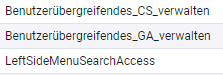 Benutzerübergreifendes_CS_verwalten
Benutzerübergreifendes_GA_verwalten
LeftSideMenuSearchAccess